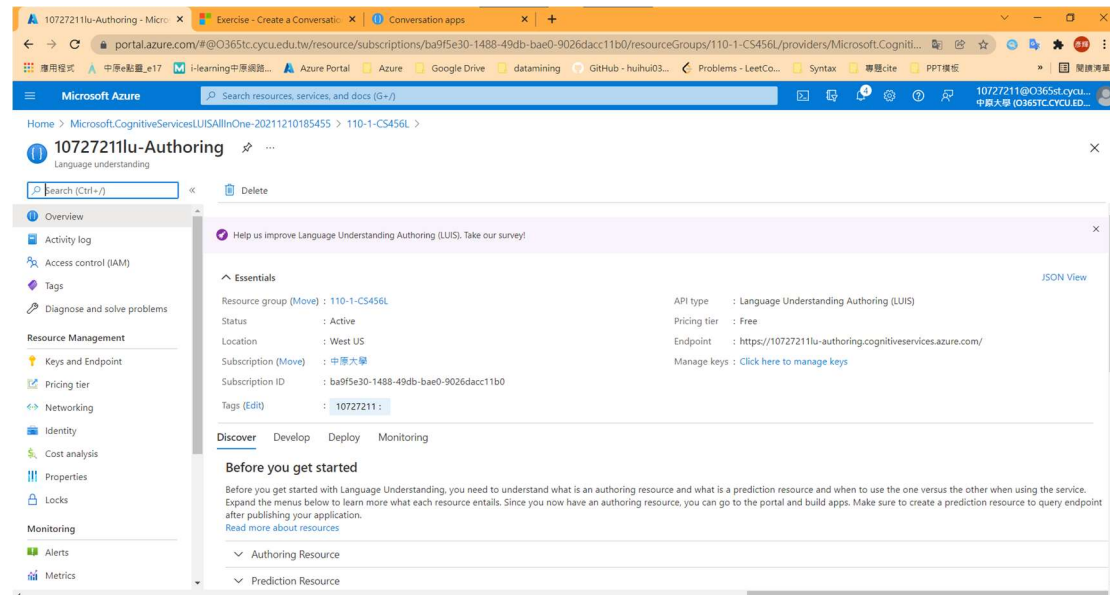 10727211lu-Authoring - Micro
Exercise - Create a Conversatio
Conversation apps
portal.azure.com/#@O365tc.cycu.edu.tw/resource/subscriptions/ba9f5e30-1488-49db-bae0-9026dacc11b0/resourceGroups/110-1-CS456L/providers/Microsoft.Cogniti...
應用程式 中原e點靈_e17 i-learning中原網路... Azure Portal Azure Google Drive datamining GitHub - huihui03... Problems - LeetCo... Syntax 專題cite PPT模板 » 閱讀清單
Microsoft Azure
Search resources, services, and docs (G+/)
4
10727211@O365st.cycu...
中原大學 (O365TC.CYCU.ED...
Home > Microsoft.CognitiveServicesLUISAllInOne-20211210185455 > 110-1-CS456L >
10727211lu-Authoring
Language understanding
Search (Ctrl+/)
Delete
Overview
Activity log
Access control (IAM)
Tags
Diagnose and solve problems
Resource Management
Keys and Endpoint
Pricing tier
Networking
Identity
Cost analysis
Properties
Locks
Monitoring
Alerts
Metrics
Help us improve Language Understanding Authoring (LUIS). Take our survey!
Essentials
JSON View
Resource group (Move) : 110-1-CS456L
Status : Active
Location : West US
Subscription (Move) : 中原大學
Subscription ID : ba9f5e30-1488-49db-bae0-9026dacc11b0
Tags (Edit) : 10727211 :
API type : Language Understanding Authoring (LUIS)
Pricing tier : Free
Endpoint : https://10727211lu-authoring.cognitiveservices.azure.com/
Manage keys : Click here to manage keys
Discover Develop Deploy Monitoring
Before you get started
Before you get started with Language Understanding, you need to understand what is an authoring resource and what is a prediction resource and when to use the one versus the other when using the service.
Expand the menus below to learn more what each resource entails. Since you now have an authoring resource, you can go to the portal and build apps. Make sure to create a prediction resource to query endpoint
after publishing your application.
Read more about resources
Authoring Resource
Prediction Resource